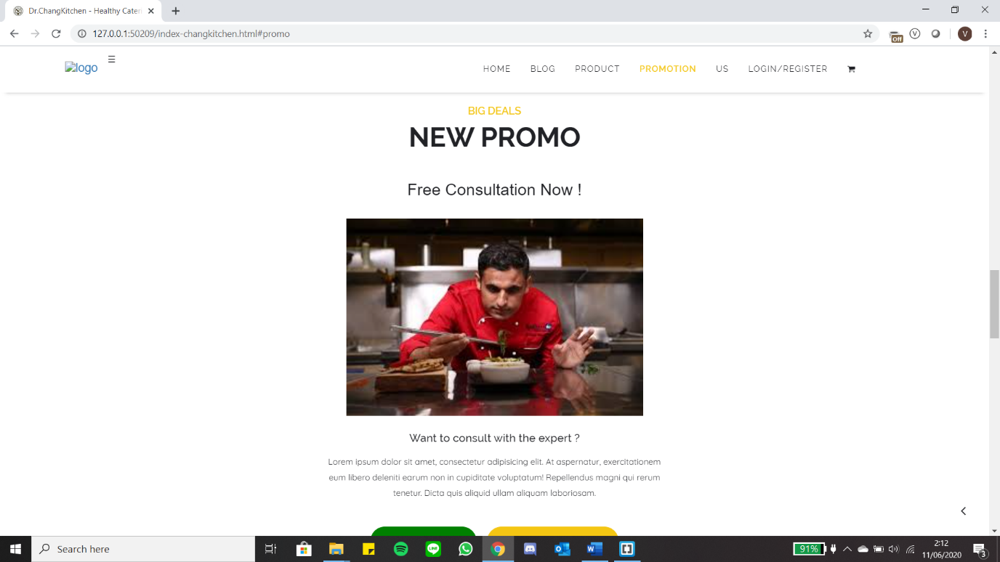 Dr.ChangKitchen - Healthy Cater
127.0.0.1:50209/index-changkitchen.html#promo
Off
V
V
logo
☰
HOME BLOG PRODUCT PROMOTION US LOGIN/REGISTER
BIG DEALS
NEW PROMO
Free Consultation Now !
Want to consult with the expert ?
Lorem ipsum dolor sit amet, consectetur adipisicing elit. At aspernatur, exercitationem
eum libero deleniti earum non in cupiditate voluptatum! Repellendus magni qui rerum
tenetur. Dicta quis aliquid ullam aliquam laboriosam.
Search here
LINE
W
91%
2:12
11/06/2020
3